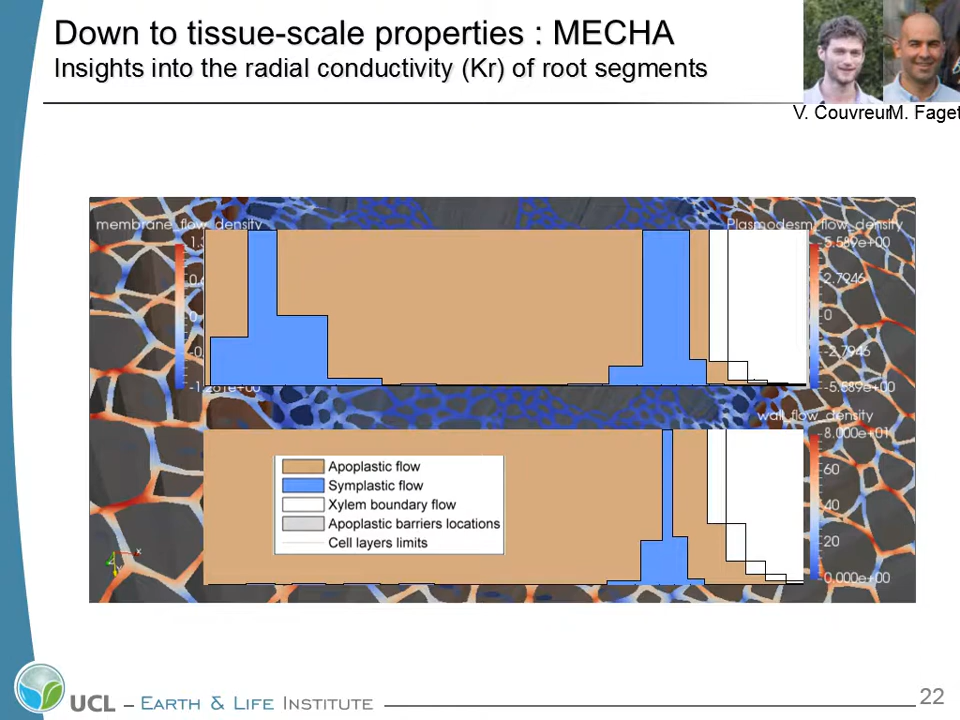 Down to tissue-scale properties : MECHA
Insights into the radial conductivity (Kr) of root segments
V. Couvreur
M. Faget
membrane_flow_density
Plasmodesm_flow_density
5.589e+00
2.7946
0
-2.7946
-5.589e+00
wall_flow_density
8.000e+01
60
40
20
0.000e+00
Apoplastic flow
Symplastic flow
Xylem boundary flow
Apoplastic barriers locations
Cell layers limits
x
UCL – EARTH & LIFE INSTITUTE
22